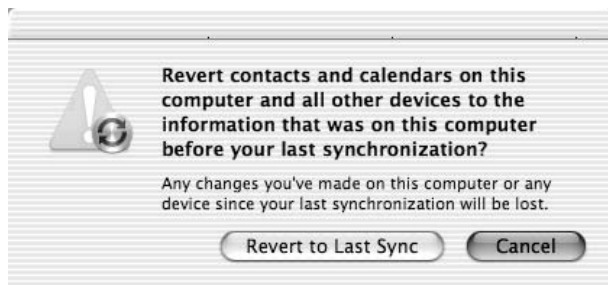 Revert contacts and calendars on this
computer and all other devices to the
information that was on this computer
before your last synchronization?
Any changes you've made on this computer or any
device since your last synchronization will be lost.
Revert to Last Sync
Cancel